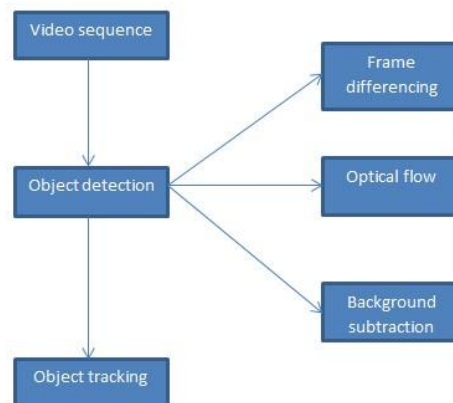 Video sequence
Frame
differencing
Object detection
Optical flow
Background
subtraction
Object tracking